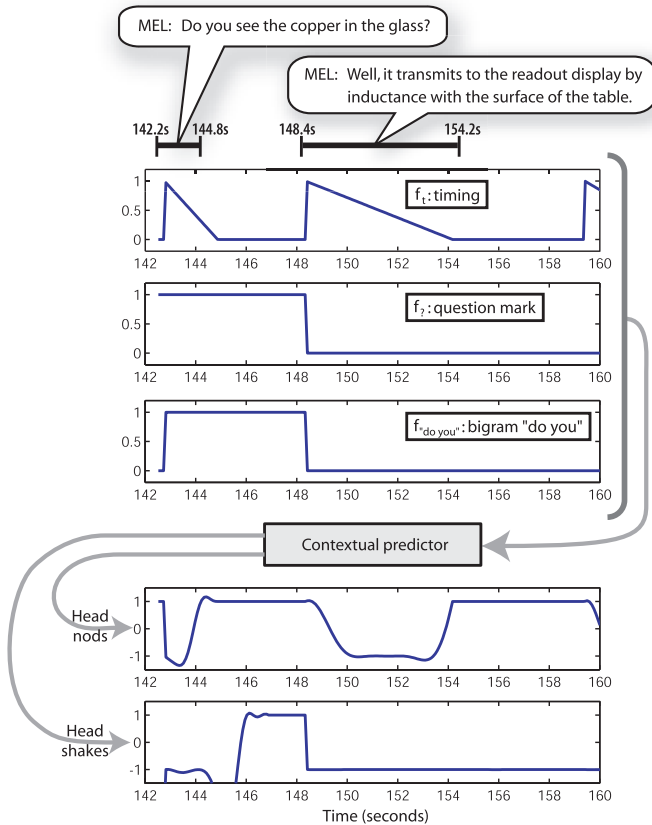 MEL: Do you see the copper in the glass?
MEL: Well, it transmits to the readout display by
inductance with the surface of the table.
142.2s 144.8s 148.4s 154.2s
1
0.5
0
f t : timing
142 144 146 148 150 152 154 156 158 160
1
0.5
0
f ? : question mark
142 144 146 148 150 152 154 156 158 160
1
0.5
0
f "do you" : bigram "do you"
142 144 146 148 150 152 154 156 158 160
Contextual predictor
Head
nods
1
0
-1
142 144 146 148 150 152 154 156 158 160
Head
shakes
1
0
-1
142 144 146 148 150 152 154 156 158 160
Time (seconds)